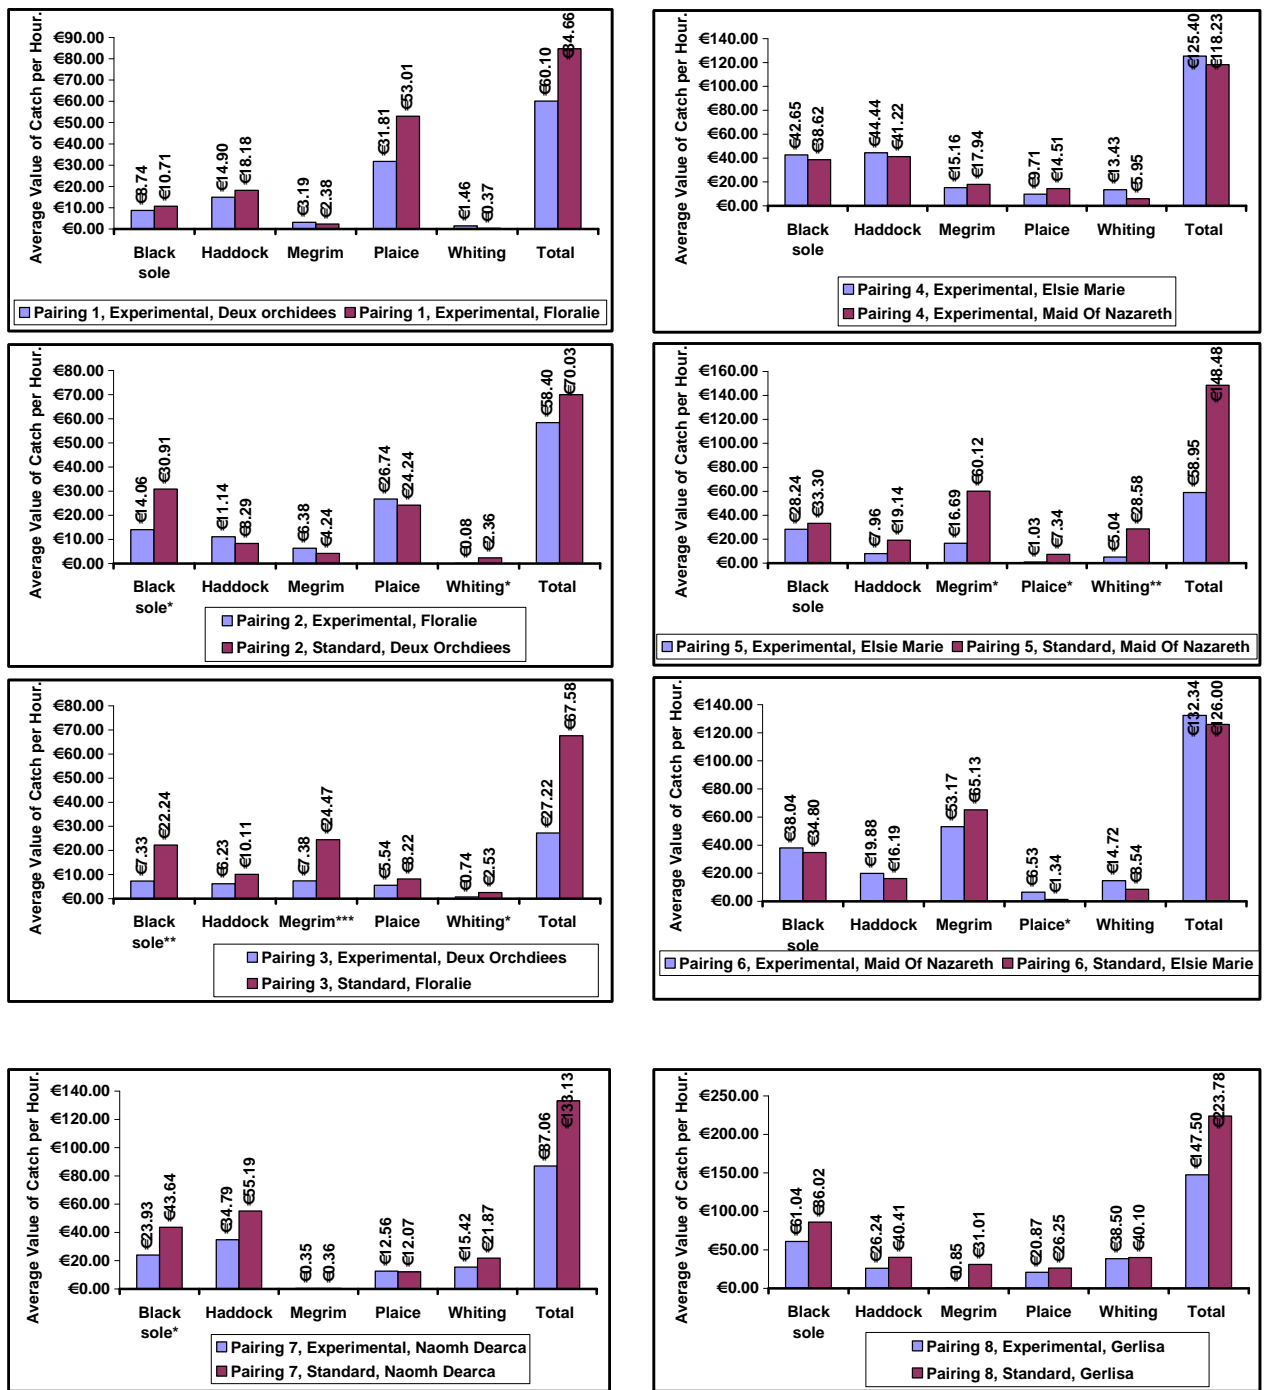 Average Value of Catch per Hour.
€90.00
€80.00
€70.00
€60.00
€50.00
€40.00
€30.00
€20.00
€10.00
€0.00
€8.74 €10.71 €14.90 €18.18 €3.19 €2.38 €31.81 €53.01 €1.46 €0.37 €60.10 €84.66
Black sole Haddock Megrim Plaice Whiting Total
Pairing 1, Experimental, Deux orchidees Pairing 1, Experimental, Floralie
Average Value of Catch per Hour.
€140.00
€120.00
€100.00
€80.00
€60.00
€40.00
€20.00
€0.00
€42.65 €38.62 €44.44 €41.22 €15.16 €17.94 €9.71 €14.51 €13.43 €5.95 €125.40 €118.23
Black sole Haddock Megrim Plaice Whiting Total
Pairing 4, Experimental, Elsie Marie
Pairing 4, Experimental, Maid Of Nazareth
Average Value of Catch per Hour.
€80.00
€70.00
€60.00
€50.00
€40.00
€30.00
€20.00
€10.00
€0.00
€14.06 €30.91 €11.14 €8.29 €6.38 €4.24 €26.74 €24.24 €0.08 €2.36 €58.40 €70.03
Black sole* Haddock Megrim Plaice Whiting* Total
Pairing 2, Experimental, Floralie
Pairing 2, Standard, Deux Orchdiees
Average Value of Catch per Hour.
€160.00
€140.00
€120.00
€100.00
€80.00
€60.00
€40.00
€20.00
€0.00
€28.24 €33.30 €7.96 €19.14 €16.69 €60.12 €1.03 €7.34 €5.04 €28.58 €58.95 €148.48
Black sole Haddock Megrim* Plaice* Whiting** Total
Pairing 5, Experimental, Elsie Marie Pairing 5, Standard, Maid Of Nazareth
Average Value of Catch per Hour.
€80.00
€70.00
€60.00
€50.00
€40.00
€30.00
€20.00
€10.00
€0.00
€7.33 €22.24 €6.23 €10.11 €7.38 €24.47 €5.54 €8.22 €0.74 €2.53 €27.22 €67.58
Black sole** Haddock Megrim*** Plaice Whiting* Total
Pairing 3, Experimental, Deux Orchdiees
Pairing 3, Standard, Floralie
Average Value of Catch per Hour.
€140.00
€120.00
€100.00
€80.00
€60.00
€40.00
€20.00
€0.00
€38.04 €34.80 €19.88 €16.19 €53.17 €65.13 €6.53 €1.34 €14.72 €8.54 €132.34 €126.00
Black sole Haddock Megrim Plaice* Whiting Total
Pairing 6, Experimental, Maid Of Nazareth Pairing 6, Standard, Elsie Marie
Average Value of Catch per Hour.
€140.00
€120.00
€100.00
€80.00
€60.00
€40.00
€20.00
€0.00
€23.93 €43.64 €34.79 €55.19 €0.35 €0.36 €12.56 €12.07 €15.42 €21.87 €87.06 €133.13
Black sole* Haddock Megrim Plaice Whiting Total
Pairing 7, Experimental, Naomh Dearca
Pairing 7, Standard, Naomh Dearca
Average Value of Catch per Hour.
€250.00
€200.00
€150.00
€100.00
€50.00
€0.00
€61.04 €86.02 €26.24 €40.41 €0.85 €31.01 €20.87 €26.25 €38.50 €40.10 €147.50 €223.78
Black sole Haddock Megrim Plaice Whiting Total
Pairing 8, Experimental, Gerlisa
Pairing 8, Standard, Gerlisa